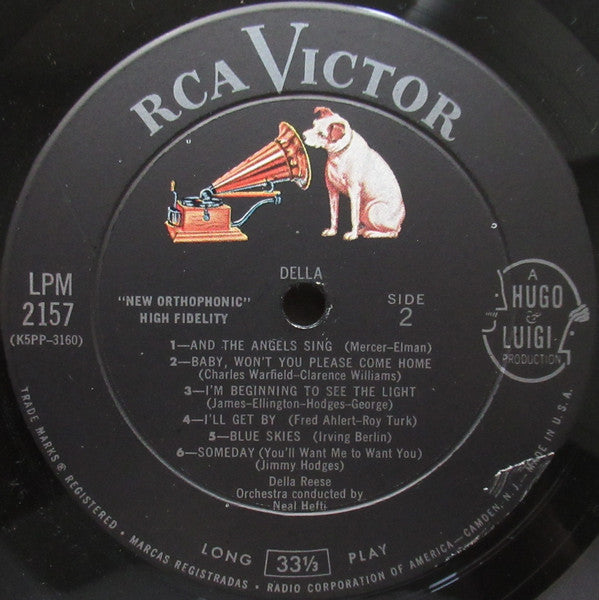 RCA VICTOR
DELLA
LPM
2157
(K5PP-3160)
"NEW ORTHOPHONIC"
HIGH FIDELITY
SIDE
2
A
HUGO
&
LUIGI
PRODUCTION
1—AND THE ANGELS SING (Mercer-Elman)
2—BABY, WON'T YOU PLEASE COME HOME
(Charles Warfield-Clarence Williams)
3—I'M BEGINNING TO SEE THE LIGHT
(James-Ellington-Hodges-George)
4—I'LL GET BY (Fred Ahlert-Roy Turk)
5—BLUE SKIES (Irving Berlin)
6—SOMEDAY (You'll Want Me to Want You)
(Jimmy Hodges)
Della Reese
Orchestra conducted by
Neal Hefti
LONG 33⅓ PLAY
TRADE MARKS ® REGISTERED • MARCAS REGISTRADAS • RADIO CORPORATION OF AMERICA—CAMDEN, N.J.—MADE IN U.S.A.